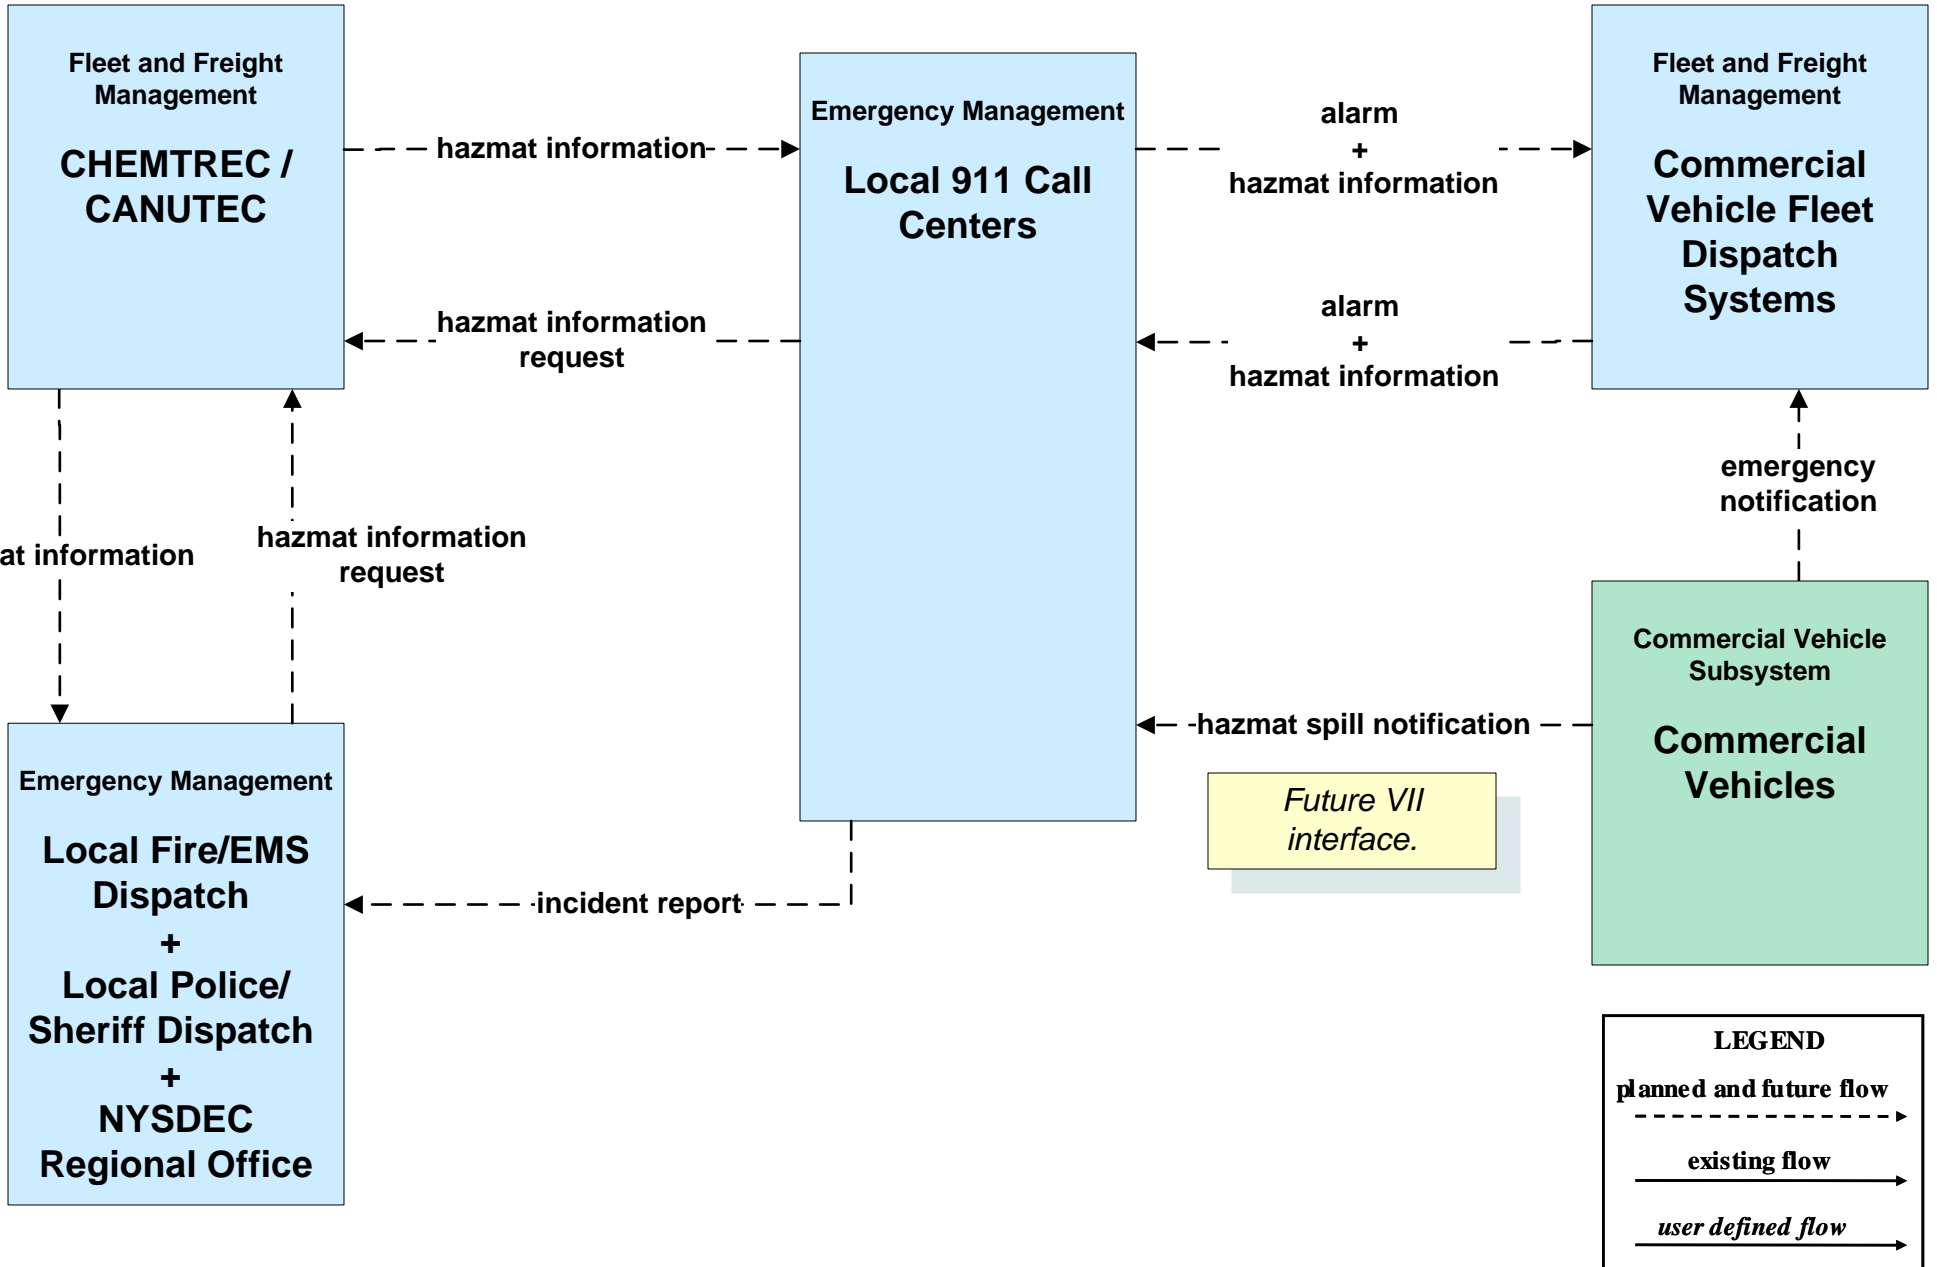 Fleet and Freight
Management
CHEMTREC /
CANUTEC
hazmat information
Emergency Management
Local 911 Call
Centers
alarm
+
hazmat information
Fleet and Freight
Management
Commercial
Vehicle Fleet
Dispatch
Systems
hazmat information
request
alarm
+
hazmat information
emergency
notification
at information
hazmat information
request
Commercial Vehicle
Subsystem
Commercial
Vehicles
hazmat spill notification
Future VII
interface.
Emergency Management
Local Fire/EMS
Dispatch
+
Local Police/
Sheriff Dispatch
+
NYSDEC
Regional Office
incident report
LEGEND
planned and future flow
existing flow
user defined flow